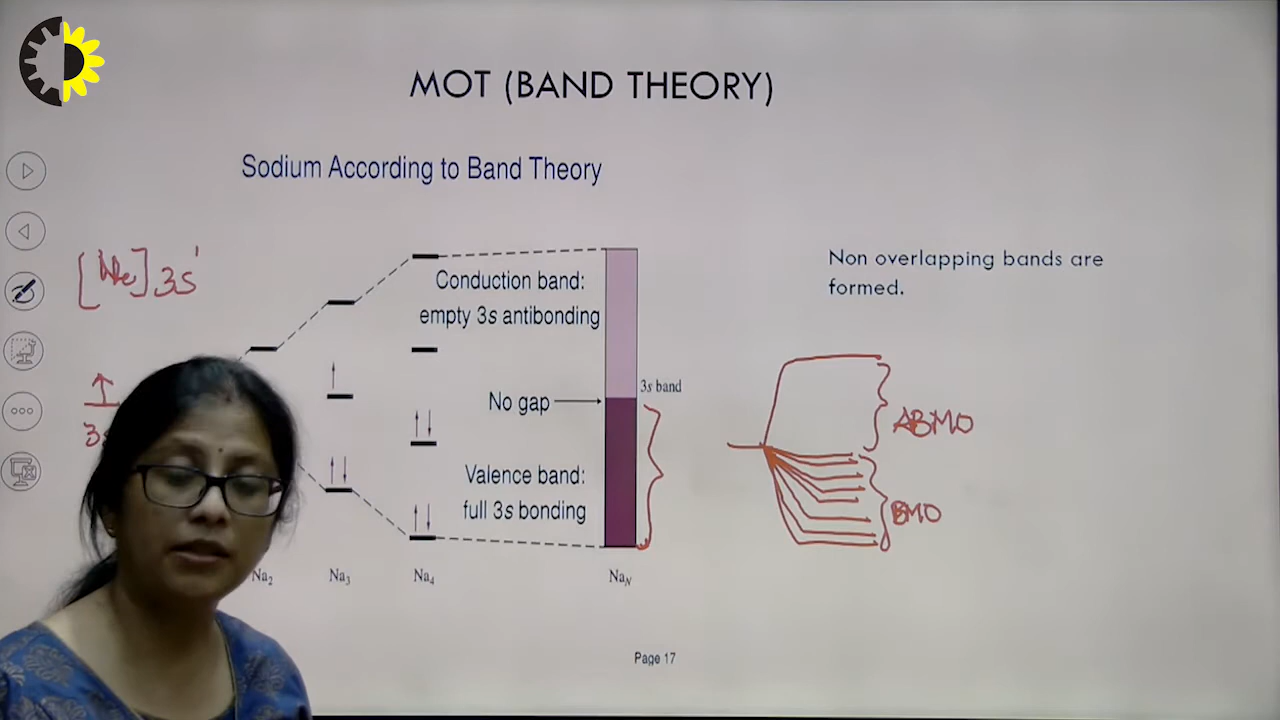 MOT (BAND THEORY)
Sodium According to Band Theory
[Ne] 3s¹
Conduction band:
empty 3s antibonding
No gap
3s band
Valence band:
full 3s bonding
Na₂
Na₃
Na₄
Naₙ
Non overlapping bands are
formed.
ABMO
BMO
Page 17